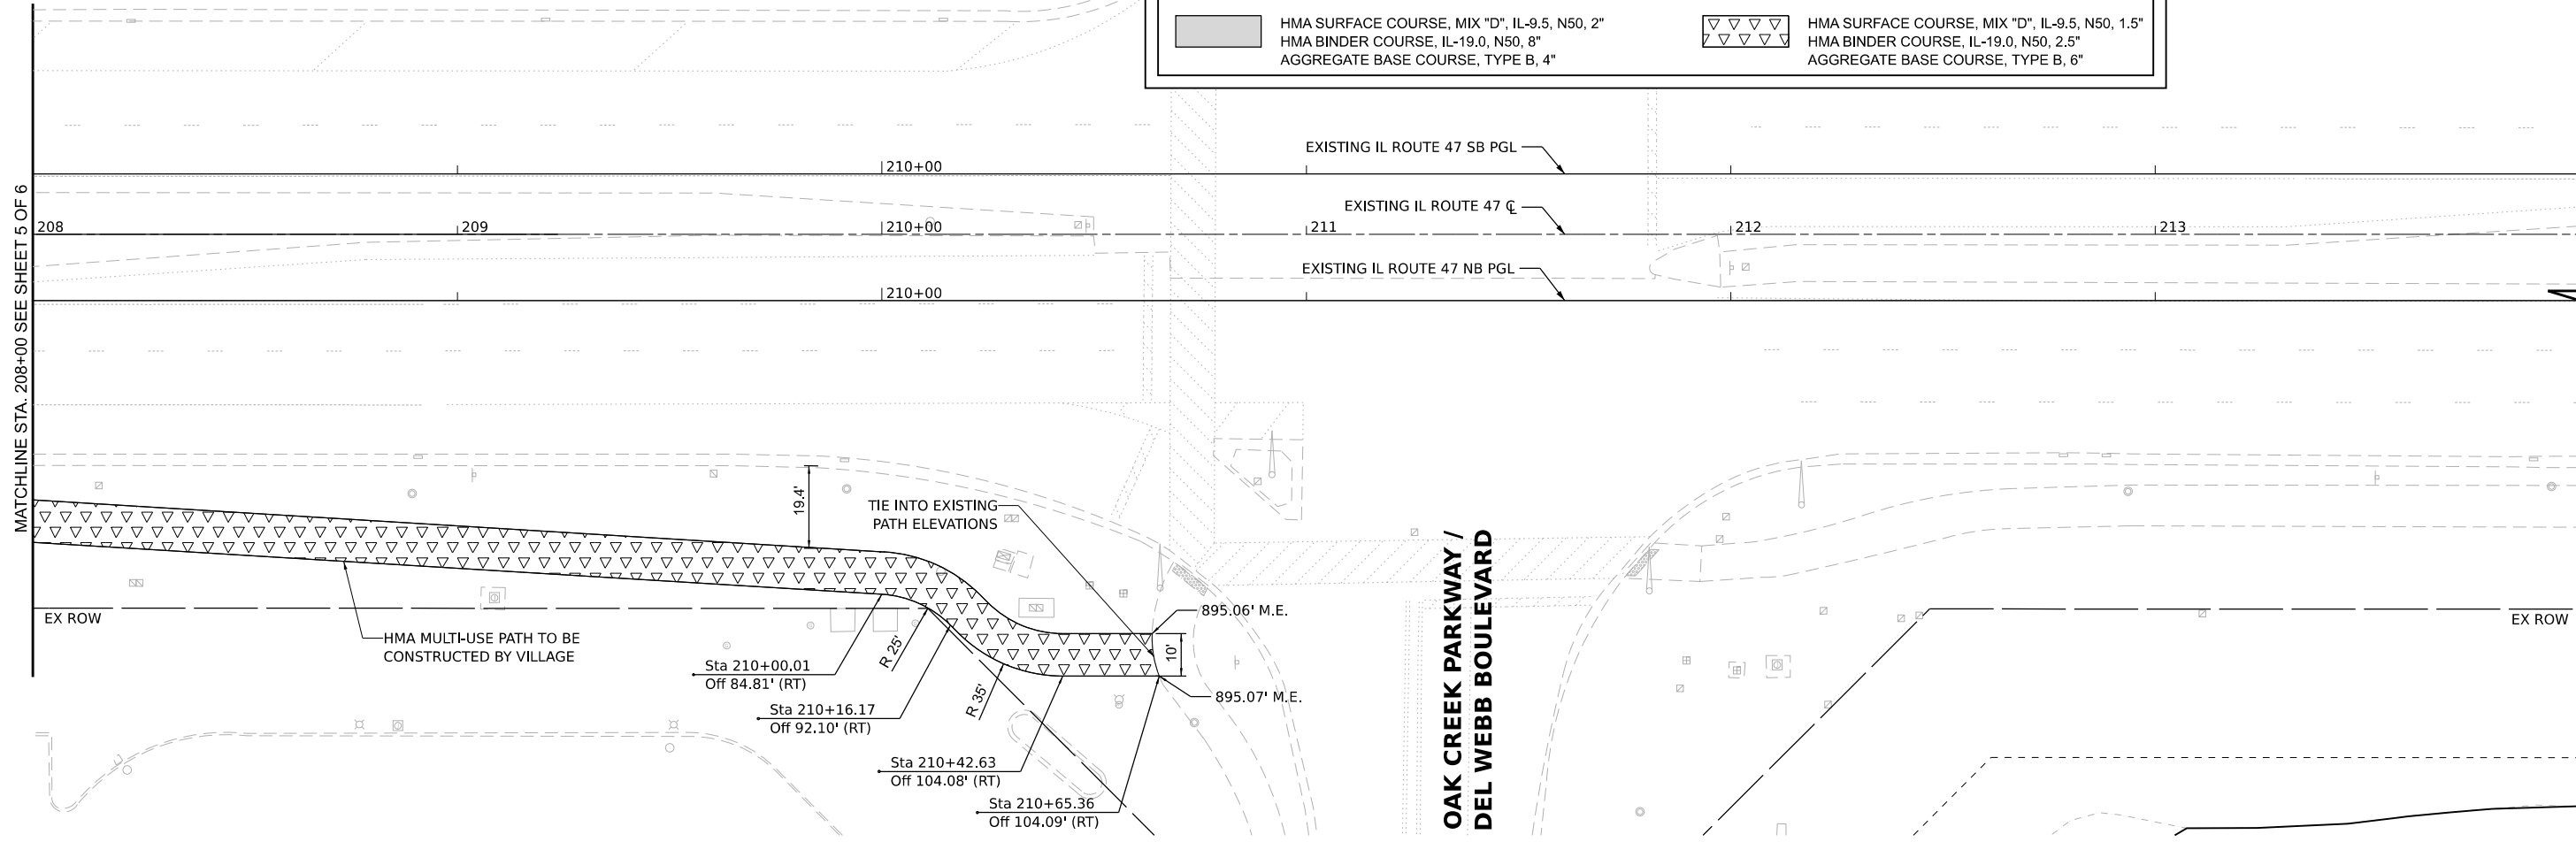 HMA SURFACE COURSE, MIX "D", IL-9.5, N50, 2"
HMA BINDER COURSE, IL-19.0, N50, 8"
AGGREGATE BASE COURSE, TYPE B, 4"
HMA SURFACE COURSE, MIX "D", IL-9.5, N50, 1.5"
HMA BINDER COURSE, IL-19.0, N50, 2.5"
AGGREGATE BASE COURSE, TYPE B, 6"
MATCHLINE STA. 208+00 SEE SHEET 5 OF 6
EXISTING IL ROUTE 47 SB PGL
210+00
EXISTING IL ROUTE 47 ℄
208
209
210+00
211
212
213
EXISTING IL ROUTE 47 NB PGL
210+00
19.4'
TIE INTO EXISTING
PATH ELEVATIONS
EX ROW
HMA MULTI-USE PATH TO BE
CONSTRUCTED BY VILLAGE
R 25'
R 35'
895.06' M.E.
10'
895.07' M.E.
Sta 210+00.01
Off 84.81' (RT)
Sta 210+16.17
Off 92.10' (RT)
Sta 210+42.63
Off 104.08' (RT)
Sta 210+65.36
Off 104.09' (RT)
OAK CREEK PARKWAY /
DEL WEBB BOULEVARD
EX ROW